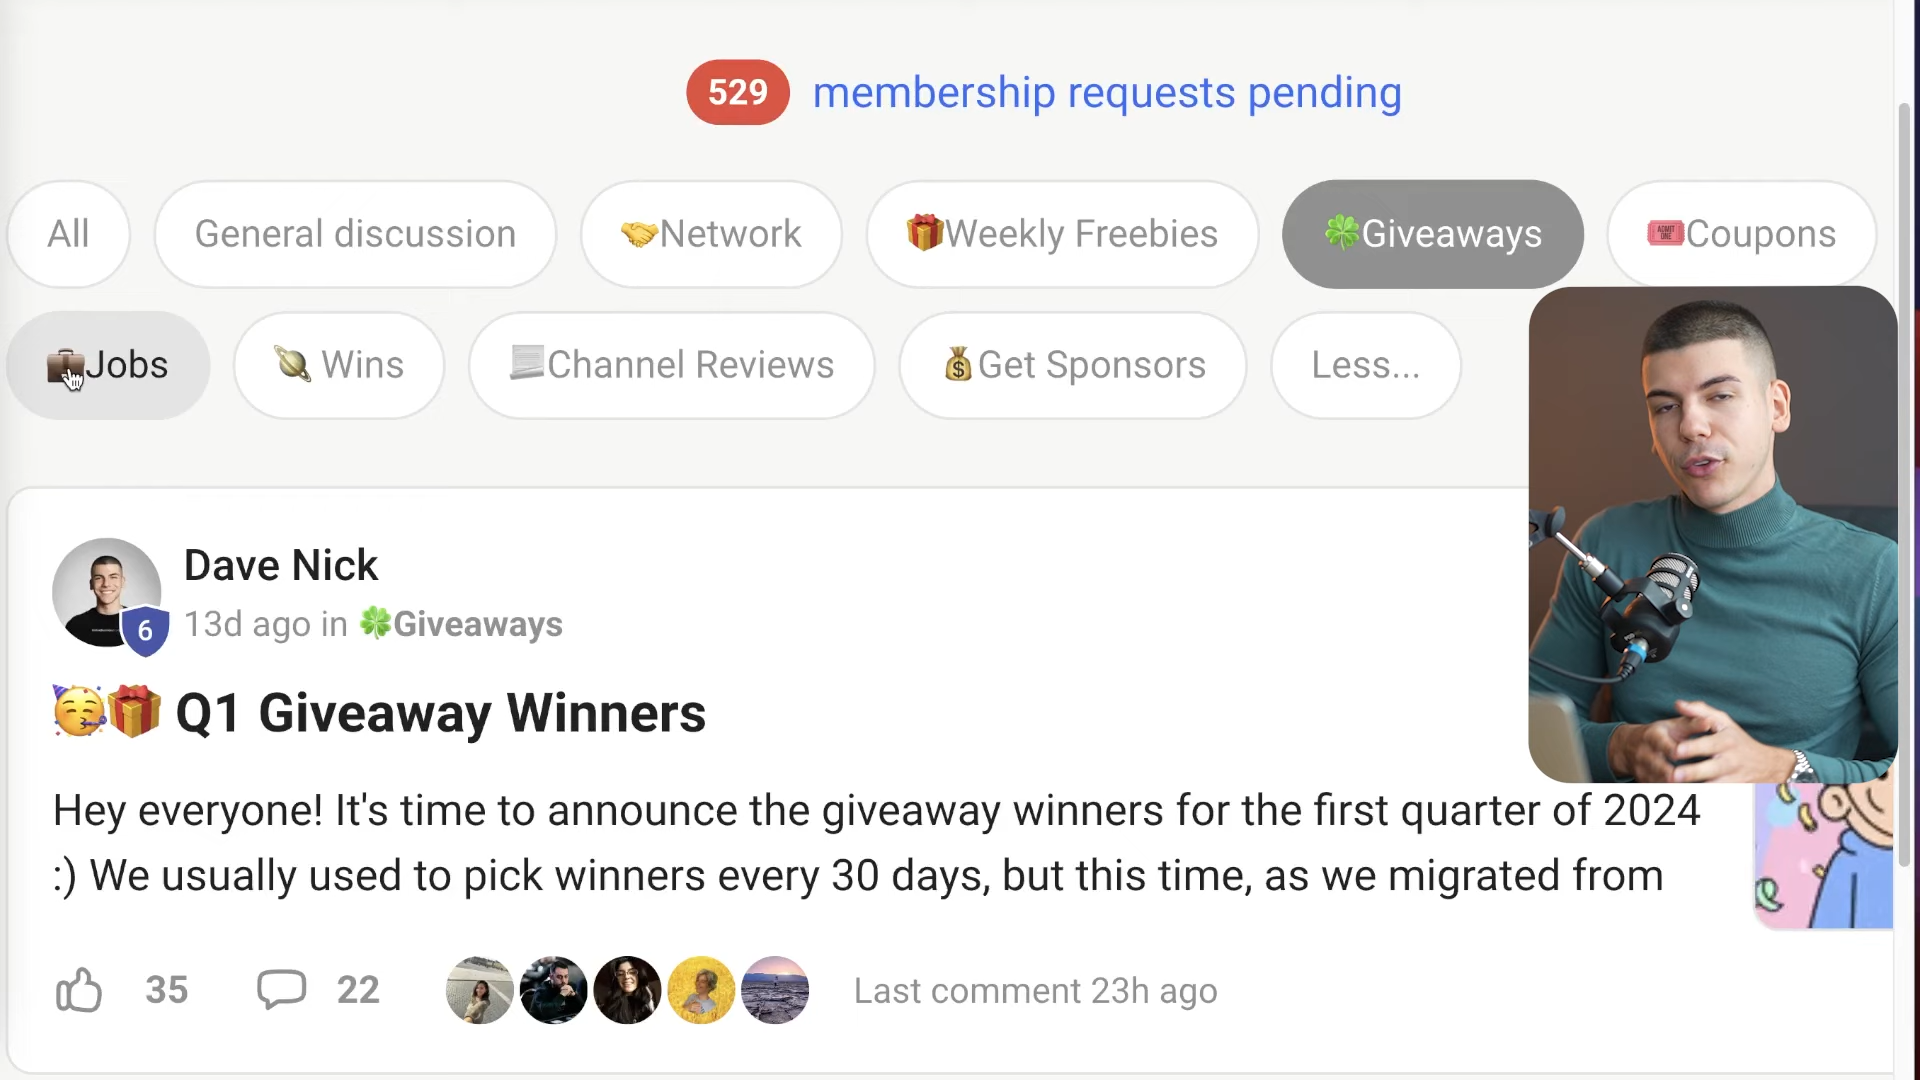 529 membership requests pending
All General discussion Network Weekly Freebies Giveaways Coupons
Jobs Wins Channel Reviews Get Sponsors Less...
Dave Nick
6
13d ago in Giveaways
Q1 Giveaway Winners
Hey everyone! It's time to announce the giveaway winners for the first quarter of 2024
:) We usually used to pick winners every 30 days, but this time, as we migrated from
35 22 Last comment 23h ago